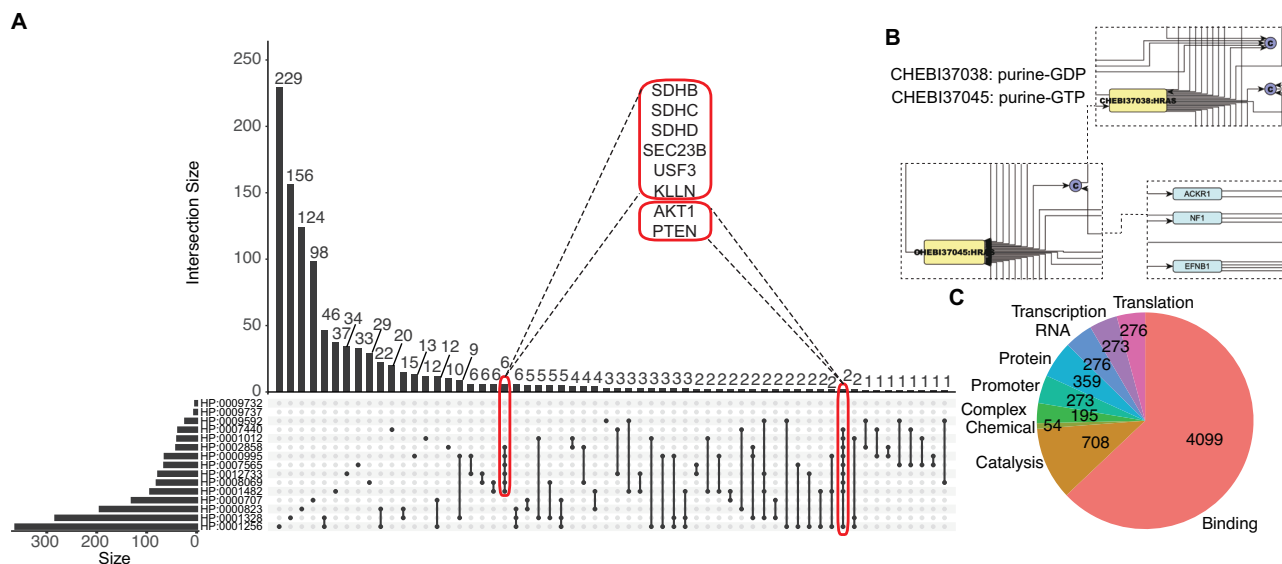 A
250
200
150
100
50
0
Intersection Size
229
156
124
98
46
37
34
33
29
22
20
15
13
12
12
10
9
6 6 6 6 6 5 5 5 5 4 4 4 3 3 3 3 3 3 3 3 2 2 2 2 2 2 2 2 2 2 2 2 2 2 1 1 1 1 1 1 1 1
SDHB
SDHC
SDHD
SEC23B
USF3
KLLN
AKT1
PTEN
HP:0009732
HP:0009737
HP:0009592
HP:0007440
HP:0001012
HP:0002858
HP:0000995
HP:0007565
HP:0012733
HP:0008069
HP:0001482
HP:0000707
HP:0000823
HP:0001328
HP:0001256
300 200 100 0
Size
B
CHEBI37038: purine-GDP
CHEBI37045: purine-GTP
C
C
CHEBI37038:HRAS
C
CHEBI37045:HRAS
ACKR1
NF1
EFNB1
C
Translation
Transcription
RNA
Protein
Promoter
Complex
Chemical
Catalysis
Binding
276
273
276
359
273
195
54
708
4099